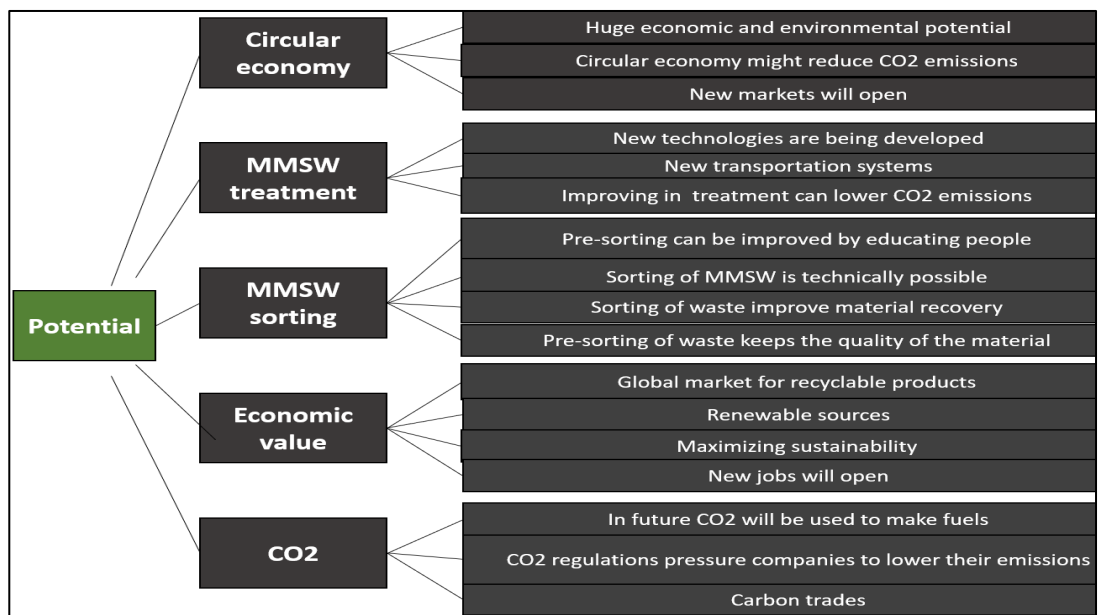 Potential
Circular
economy
Huge economic and environmental potential
Circular economy might reduce CO2 emissions
New markets will open
MMSW
treatment
New technologies are being developed
New transportation systems
Improving in  treatment can lower CO2 emissions
MMSW
sorting
Pre-sorting can be improved by educating people
Sorting of MMSW is technically possible
Sorting of waste improve material recovery
Pre-sorting of waste keeps the quality of the material
Economic
value
Global market for recyclable products
Renewable sources
Maximizing sustainability
New jobs will open
CO2
In future CO2 will be used to make fuels
CO2 regulations pressure companies to lower their emissions
Carbon trades